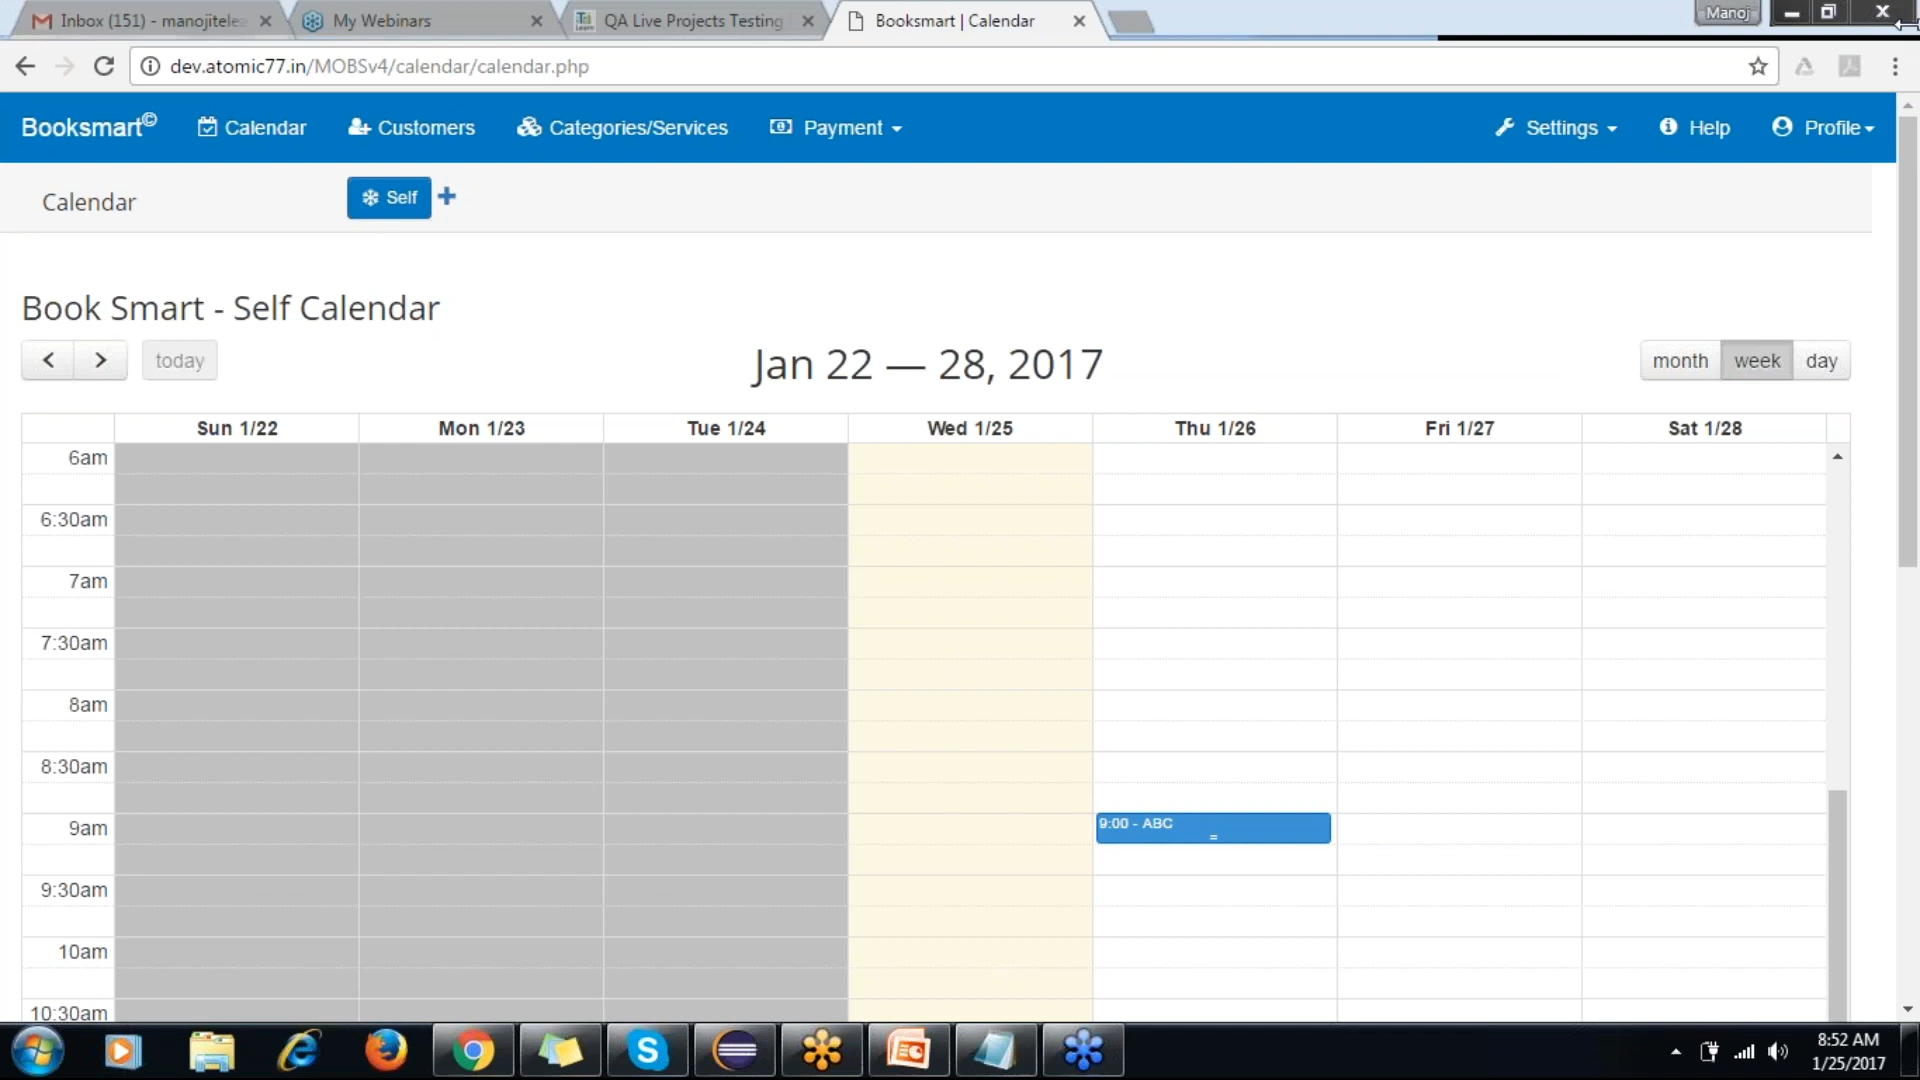 Inbox (151) - manojitelea
My Webinars
QA Live Projects Testing
Booksmart | Calendar
Manoj
dev.atomic77.in/MOBSv4/calendar/calendar.php
Booksmart©
Calendar
Customers
Categories/Services
Payment
Settings
Help
Profile
Calendar
Self
Book Smart - Self Calendar
today
Jan 22 — 28, 2017
month
week
day
Sun 1/22
Mon 1/23
Tue 1/24
Wed 1/25
Thu 1/26
Fri 1/27
Sat 1/28
6am
6:30am
7am
7:30am
8am
8:30am
9am
9:00 - ABC
9:30am
10am
10:30am
8:52 AM
1/25/2017